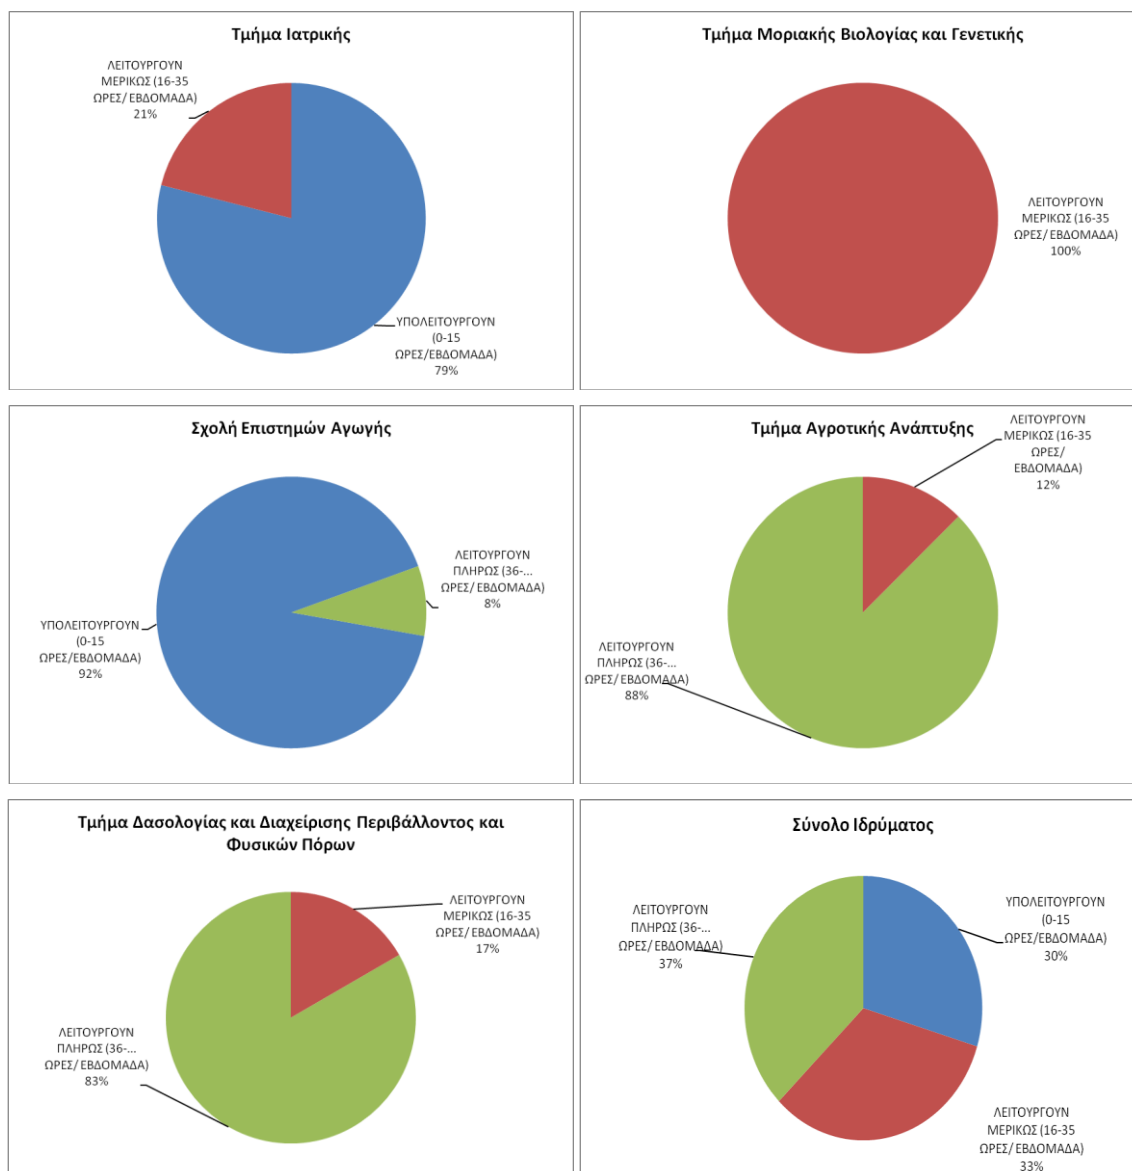 Τμήμα Ιατρικής
ΛΕΙΤΟΥΡΓΟΥΝ
ΜΕΡΙΚΩΣ (16-35
ΩΡΕΣ/ ΕΒΔΟΜΑΔΑ)
21%
ΥΠΟΛΕΙΤΟΥΡΓΟΥΝ
(0-15
ΩΡΕΣ/ΕΒΔΟΜΑΔΑ)
79%
Τμήμα Μοριακής Βιολογίας και Γενετικής
ΛΕΙΤΟΥΡΓΟΥΝ
ΜΕΡΙΚΩΣ (16-35
ΩΡΕΣ/ ΕΒΔΟΜΑΔΑ)
100%
Σχολή Επιστημών Αγωγής
ΛΕΙΤΟΥΡΓΟΥΝ
ΠΛΗΡΩΣ (36-...
ΩΡΕΣ/ ΕΒΔΟΜΑΔΑ)
8%
ΥΠΟΛΕΙΤΟΥΡΓΟΥΝ
(0-15
ΩΡΕΣ/ΕΒΔΟΜΑΔΑ)
92%
Τμήμα Αγροτικής Ανάπτυξης
ΛΕΙΤΟΥΡΓΟΥΝ
ΜΕΡΙΚΩΣ (16-35
ΩΡΕΣ/
ΕΒΔΟΜΑΔΑ)
12%
ΛΕΙΤΟΥΡΓΟΥΝ
ΠΛΗΡΩΣ (36-...
ΩΡΕΣ/ ΕΒΔΟΜΑΔΑ)
88%
Τμήμα Δασολογίας και Διαχείρισης Περιβάλλοντος και
Φυσικών Πόρων
ΛΕΙΤΟΥΡΓΟΥΝ
ΜΕΡΙΚΩΣ (16-35
ΩΡΕΣ/ ΕΒΔΟΜΑΔΑ)
17%
ΛΕΙΤΟΥΡΓΟΥΝ
ΠΛΗΡΩΣ (36-...
ΩΡΕΣ/ ΕΒΔΟΜΑΔΑ)
83%
Σύνολο Ιδρύματος
ΥΠΟΛΕΙΤΟΥΡΓΟΥΝ
(0-15
ΩΡΕΣ/ΕΒΔΟΜΑΔΑ)
30%
ΛΕΙΤΟΥΡΓΟΥΝ
ΠΛΗΡΩΣ (36-...
ΩΡΕΣ/ ΕΒΔΟΜΑΔΑ)
37%
ΛΕΙΤΟΥΡΓΟΥΝ
ΜΕΡΙΚΩΣ (16-35
ΩΡΕΣ/ ΕΒΔΟΜΑΔΑ)
33%